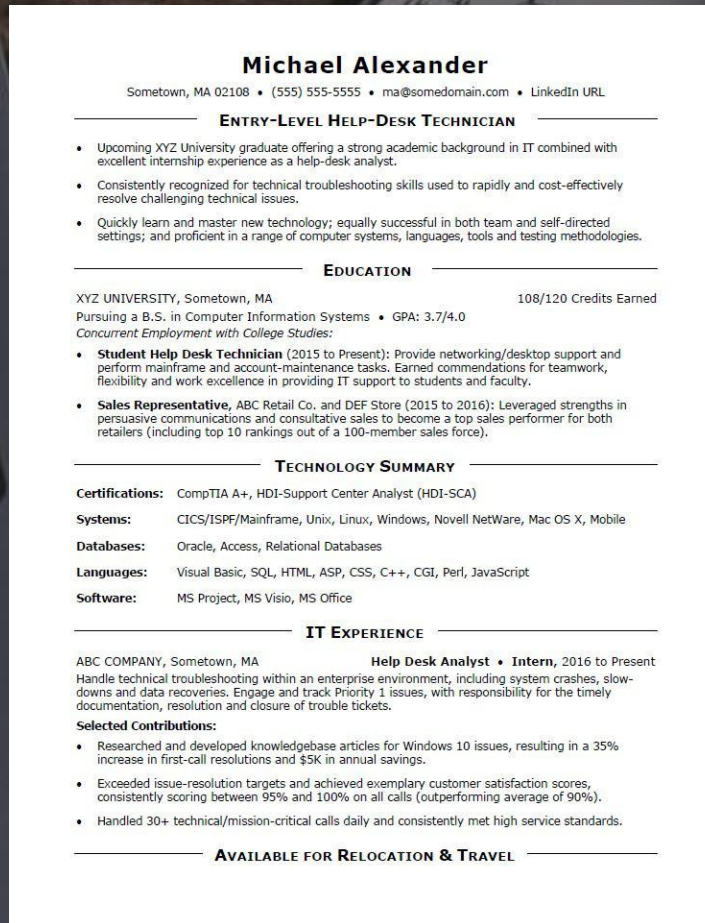 Michael Alexander
Sometown, MA 02108 • (555) 555-5555 • ma@somedomain.com • LinkedIn URL
ENTRY-LEVEL HELP-DESK TECHNICIAN
• Upcoming XYZ University graduate offering a strong academic background in IT combined with
excellent internship experience as a help-desk analyst.
• Consistently recognized for technical troubleshooting skills used to rapidly and cost-effectively
resolve challenging technical issues.
• Quickly learn and master new technology; equally successful in both team and self-directed
settings; and proficient in a range of computer systems, languages, tools and testing methodologies.
EDUCATION
XYZ UNIVERSITY, Sometown, MA 108/120 Credits Earned
Pursuing a B.S. in Computer Information Systems • GPA: 3.7/4.0
Concurrent Employment with College Studies:
• Student Help Desk Technician (2015 to Present): Provide networking/desktop support and
perform mainframe and account-maintenance tasks. Earned commendations for teamwork,
flexibility and work excellence in providing IT support to students and faculty.
• Sales Representative, ABC Retail Co. and DEF Store (2015 to 2016): Leveraged strengths in
persuasive communications and consultative sales to become a top sales performer for both
retailers (including top 10 rankings out of a 100-member sales force).
TECHNOLOGY SUMMARY
Certifications: CompTIA A+, HDI-Support Center Analyst (HDI-SCA)
Systems: CICS/ISPF/Mainframe, Unix, Linux, Windows, Novell NetWare, Mac OS X, Mobile
Databases: Oracle, Access, Relational Databases
Languages: Visual Basic, SQL, HTML, ASP, CSS, C++, CGI, Perl, JavaScript
Software: MS Project, MS Visio, MS Office
IT EXPERIENCE
ABC COMPANY, Sometown, MA Help Desk Analyst • Intern, 2016 to Present
Handle technical troubleshooting within an enterprise environment, including system crashes, slow-
downs and data recoveries. Engage and track Priority 1 issues, with responsibility for the timely
documentation, resolution and closure of trouble tickets.
Selected Contributions:
• Researched and developed knowledgebase articles for Windows 10 issues, resulting in a 35%
increase in first-call resolutions and $5K in annual savings.
• Exceeded issue-resolution targets and achieved exemplary customer satisfaction scores,
consistently scoring between 95% and 100% on all calls (outperforming average of 90%).
• Handled 30+ technical/mission-critical calls daily and consistently met high service standards.
AVAILABLE FOR RELOCATION & TRAVEL